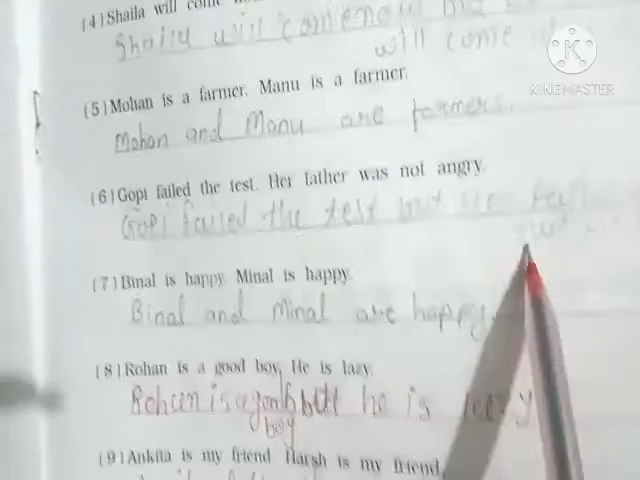 (4) Shaila will come
Shaila will come
will come
KINEMASTER
(5) Mohan is a farmer. Manu is a farmer.
Mohan and Manu are farmers.
(6) Gopi failed the test. Her father was not angry.
Gopi failed the test but
(7) Binal is happy. Minal is happy.
Binal and Minal are happy.
(8) Rohan is a good boy. He is lazy.
Rohan is a good but he is lazy
boy
(9) Ankita is my friend Harsh is my friend.